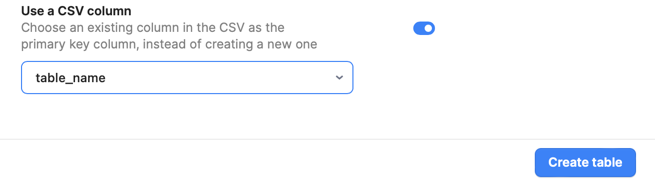 Use a CSV column
Choose an existing column in the CSV as the
primary key column, instead of creating a new one
table_name
Create table